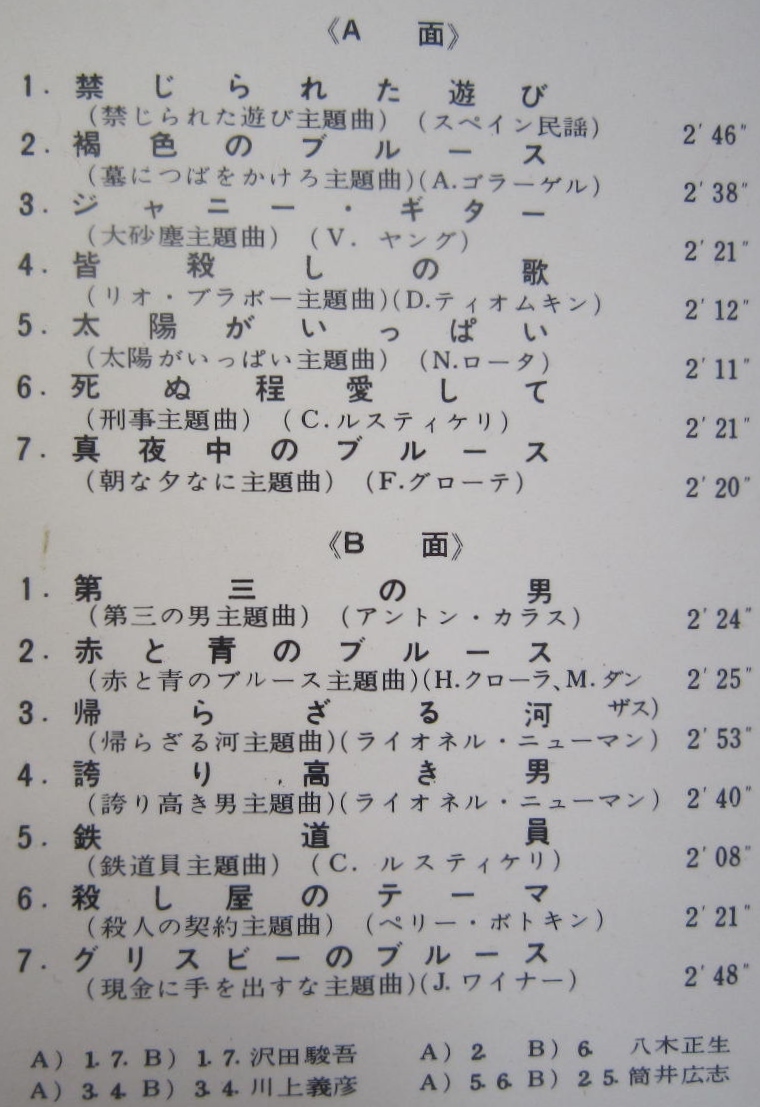 《A 面》
1. 禁じられた遊び
(禁じられた遊び主題曲) (スペイン民謡) 2′46″
2. 褐色のブルース
(墓につばをかけろ主題曲)(A.ゴラーゲル) 2′38″
3. ジャニー・ギター
(大砂塵主題曲) (V. ヤング) 2′21″
4. 皆殺しの歌
(リオ・ブラボー主題曲)(D.ティオムキン) 2′12″
5. 太陽がいっぱい
(太陽がいっぱい主題曲) (N.ロータ) 2′11″
6. 死ぬ程愛して
(刑事主題曲) (C.ルスティケリ) 2′21″
7. 真夜中のブルース
(朝な夕なに主題曲) (F.グローテ) 2′20″
《B 面》
1. 第三の男
(第三の男主題曲) (アントン・カラス) 2′24″
2. 赤と青のブルース
(赤と青のブルース主題曲)(H.クローラ、M.ダン 2′25″
ザス)
3. 帰らざる河
(帰らざる河主題曲)(ライオネル・ニューマン) 2′53″
4. 誇り高き男
(誇り高き男主題曲)(ライオネル・ニューマン) 2′40″
5. 鉄道員
(鉄道員主題曲) (C. ルスティケリ) 2′08″
6. 殺し屋のテーマ
(殺人の契約主題曲) (ペリー・ボトキン) 2′21″
7. グリスビーのブルース
(現金に手を出すな主題曲)(J. ワイナー) 2′48″
A) 1. 7. B) 1. 7. 沢田駿吾 A) 2. B) 6. 八木正生
A) 3. 4. B) 3. 4. 川上義彦 A) 5. 6. B) 2. 5. 筒井広志